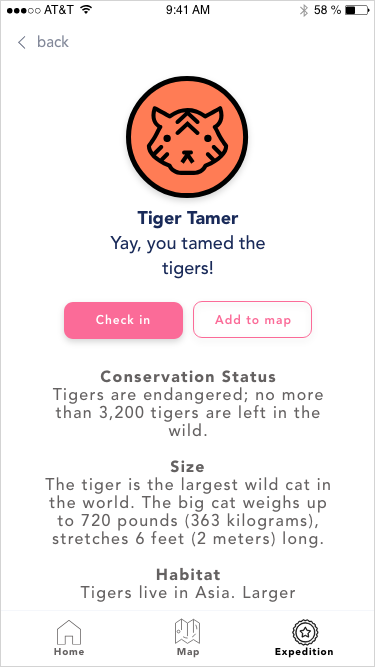 AT&T 9:41 AM 58 %
back
Tiger Tamer
Yay, you tamed the
tigers!
Check in Add to map
Conservation Status
Tigers are endangered; no more
than 3,200 tigers are left in the
wild.
Size
The tiger is the largest wild cat in
the world. The big cat weighs up
to 720 pounds (363 kilograms),
stretches 6 feet (2 meters) long.
Habitat
Tigers live in Asia. Larger
Home Map Expedition